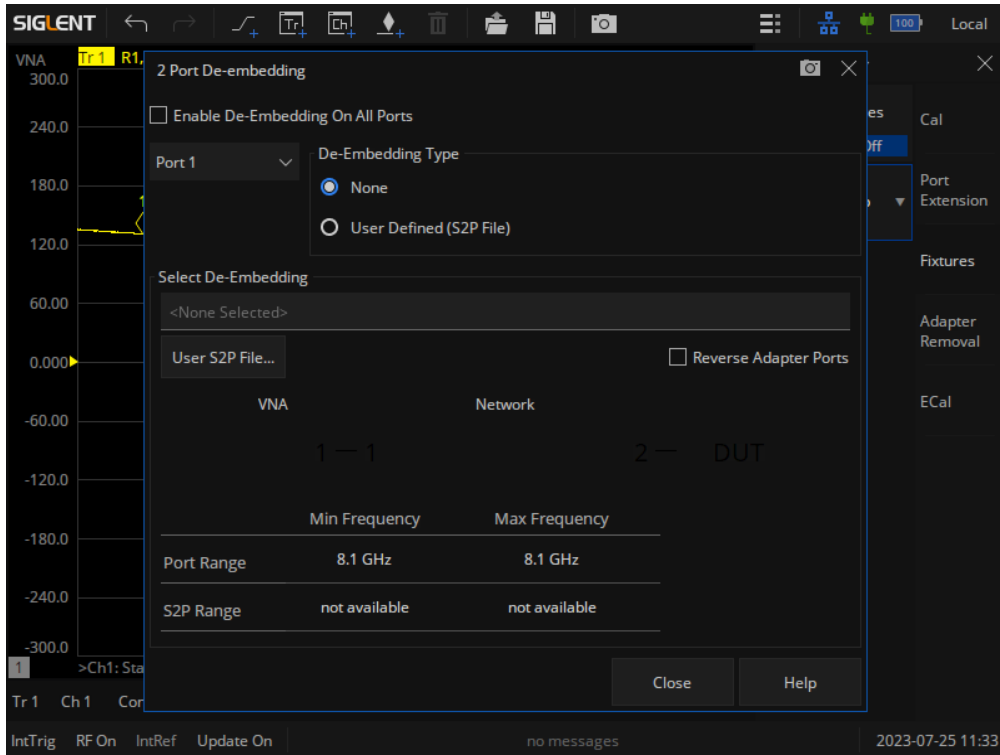 SIGLENT Tr Ch 100 Local
VNA Tr 1 R1,
2 Port De-embedding
Enable De-Embedding On All Ports
Port 1
De-Embedding Type
None
User Defined (S2P File)
Select De-Embedding
<None Selected>
User S2P File...
Reverse Adapter Ports
VNA Network
1 — 1 2 — DUT
Min Frequency Max Frequency
Port Range 8.1 GHz 8.1 GHz
S2P Range not available not available
Close Help
300.0
240.0
180.0
120.0
60.00
0.000
-60.00
-120.0
-180.0
-240.0
-300.0
1 >Ch1: Sta
Tr 1 Ch 1 Cor
es
Off
Cal
Port
Extension
Fixtures
Adapter
Removal
ECal
IntTrig RF On IntRef Update On no messages 2023-07-25 11:33